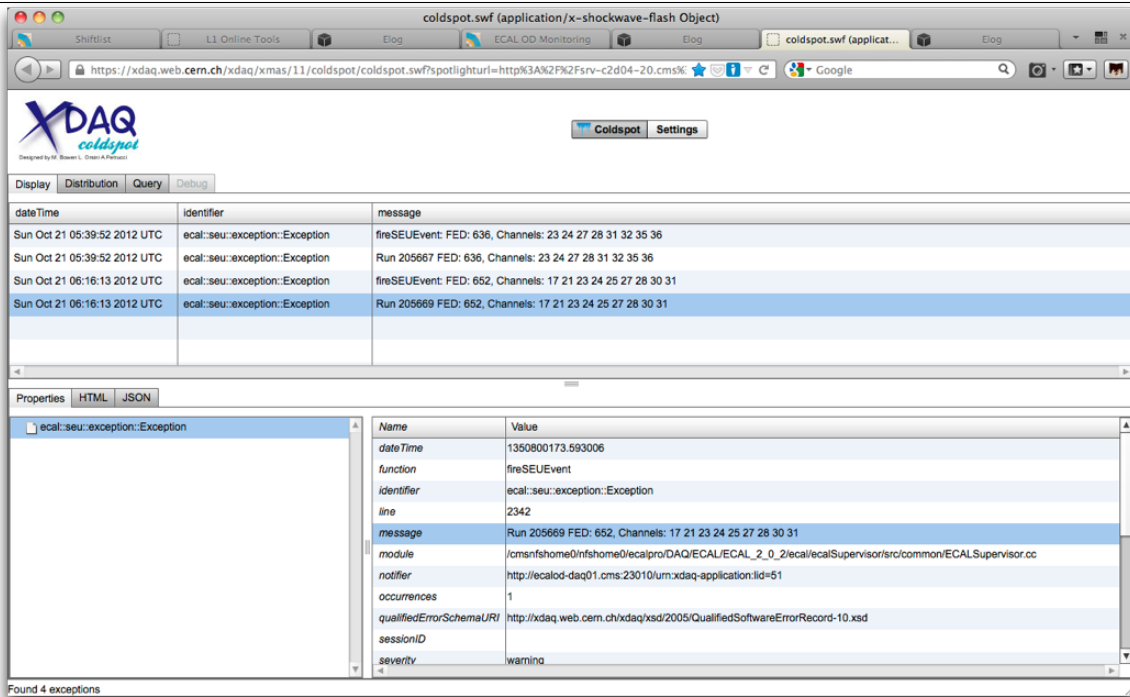 coldspot.swf (application/x-shockwave-flash Object)
Shiftlist L1 Online Tools Elog ECAL OD Monitoring Elog coldspot.swf (applicat... Elog
https://xdaq.web.cern.ch/xdaq/xmas/11/coldspot/coldspot.swf?spotlighturl=http%3A%2F%2Fsrv-c2d04-20.cms% Google
XDAQ
coldspot
Coldspot Settings
Display Distribution Query Debug
dateTime identifier message
Sun Oct 21 05:39:52 2012 UTC ecal::seu::exception::Exception fireSEUEvent: FED: 636, Channels: 23 24 27 28 31 32 35 36
Sun Oct 21 05:39:52 2012 UTC ecal::seu::exception::Exception Run 205667 FED: 636, Channels: 23 24 27 28 31 32 35 36
Sun Oct 21 06:16:13 2012 UTC ecal::seu::exception::Exception fireSEUEvent: FED: 652, Channels: 17 21 23 24 25 27 28 30 31
Sun Oct 21 06:16:13 2012 UTC ecal::seu::exception::Exception Run 205669 FED: 652, Channels: 17 21 23 24 25 27 28 30 31
Properties HTML JSON
ecal::seu::exception::Exception
Name Value
dateTime 1350800173.593006
function fireSEUEvent
identifier ecal::seu::exception::Exception
line 2342
message Run 205669 FED: 652, Channels: 17 21 23 24 25 27 28 30 31
module /cmsnfshome0/nfshome0/ecalpro/DAQ/ECAL/ECAL_2_0_2/ecal/ecalSupervisor/src/common/ECALSupervisor.cc
notifier http://ecalod-daq01.cms:23010/urn:xdaq-application:lid=51
occurrences 1
qualifiedErrorSchemaURI http://xdaq.web.cern.ch/xdaq/xsd/2005/QualifiedSoftwareErrorRecord-10.xsd
sessionID
severity warning
Found 4 exceptions